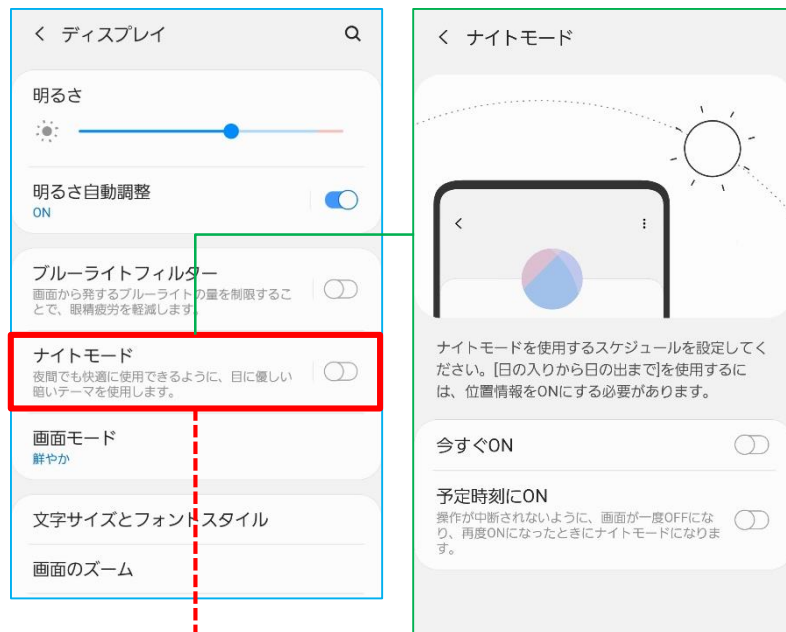 ディスプレイ
明るさ
明るさ自動調整
ON
ブルーライトフィルター
画面から発するブルーライトの量を制限するこ
とで、眼精疲労を軽減します。
ナイトモード
夜間でも快適に使用できるように、目に優しい
暗いテーマを使用します。
画面モード
鮮やか
文字サイズとフォントスタイル
画面のズーム
ナイトモード
ナイトモードを使用するスケジュールを設定してく
ださい。[日の入りから日の出まで]を使用するに
は、位置情報をONにする必要があります。
今すぐON
予定時刻にON
操作が中断されないように、画面が一度OFFにな
り、再度ONになったときにナイトモードになりま
す。